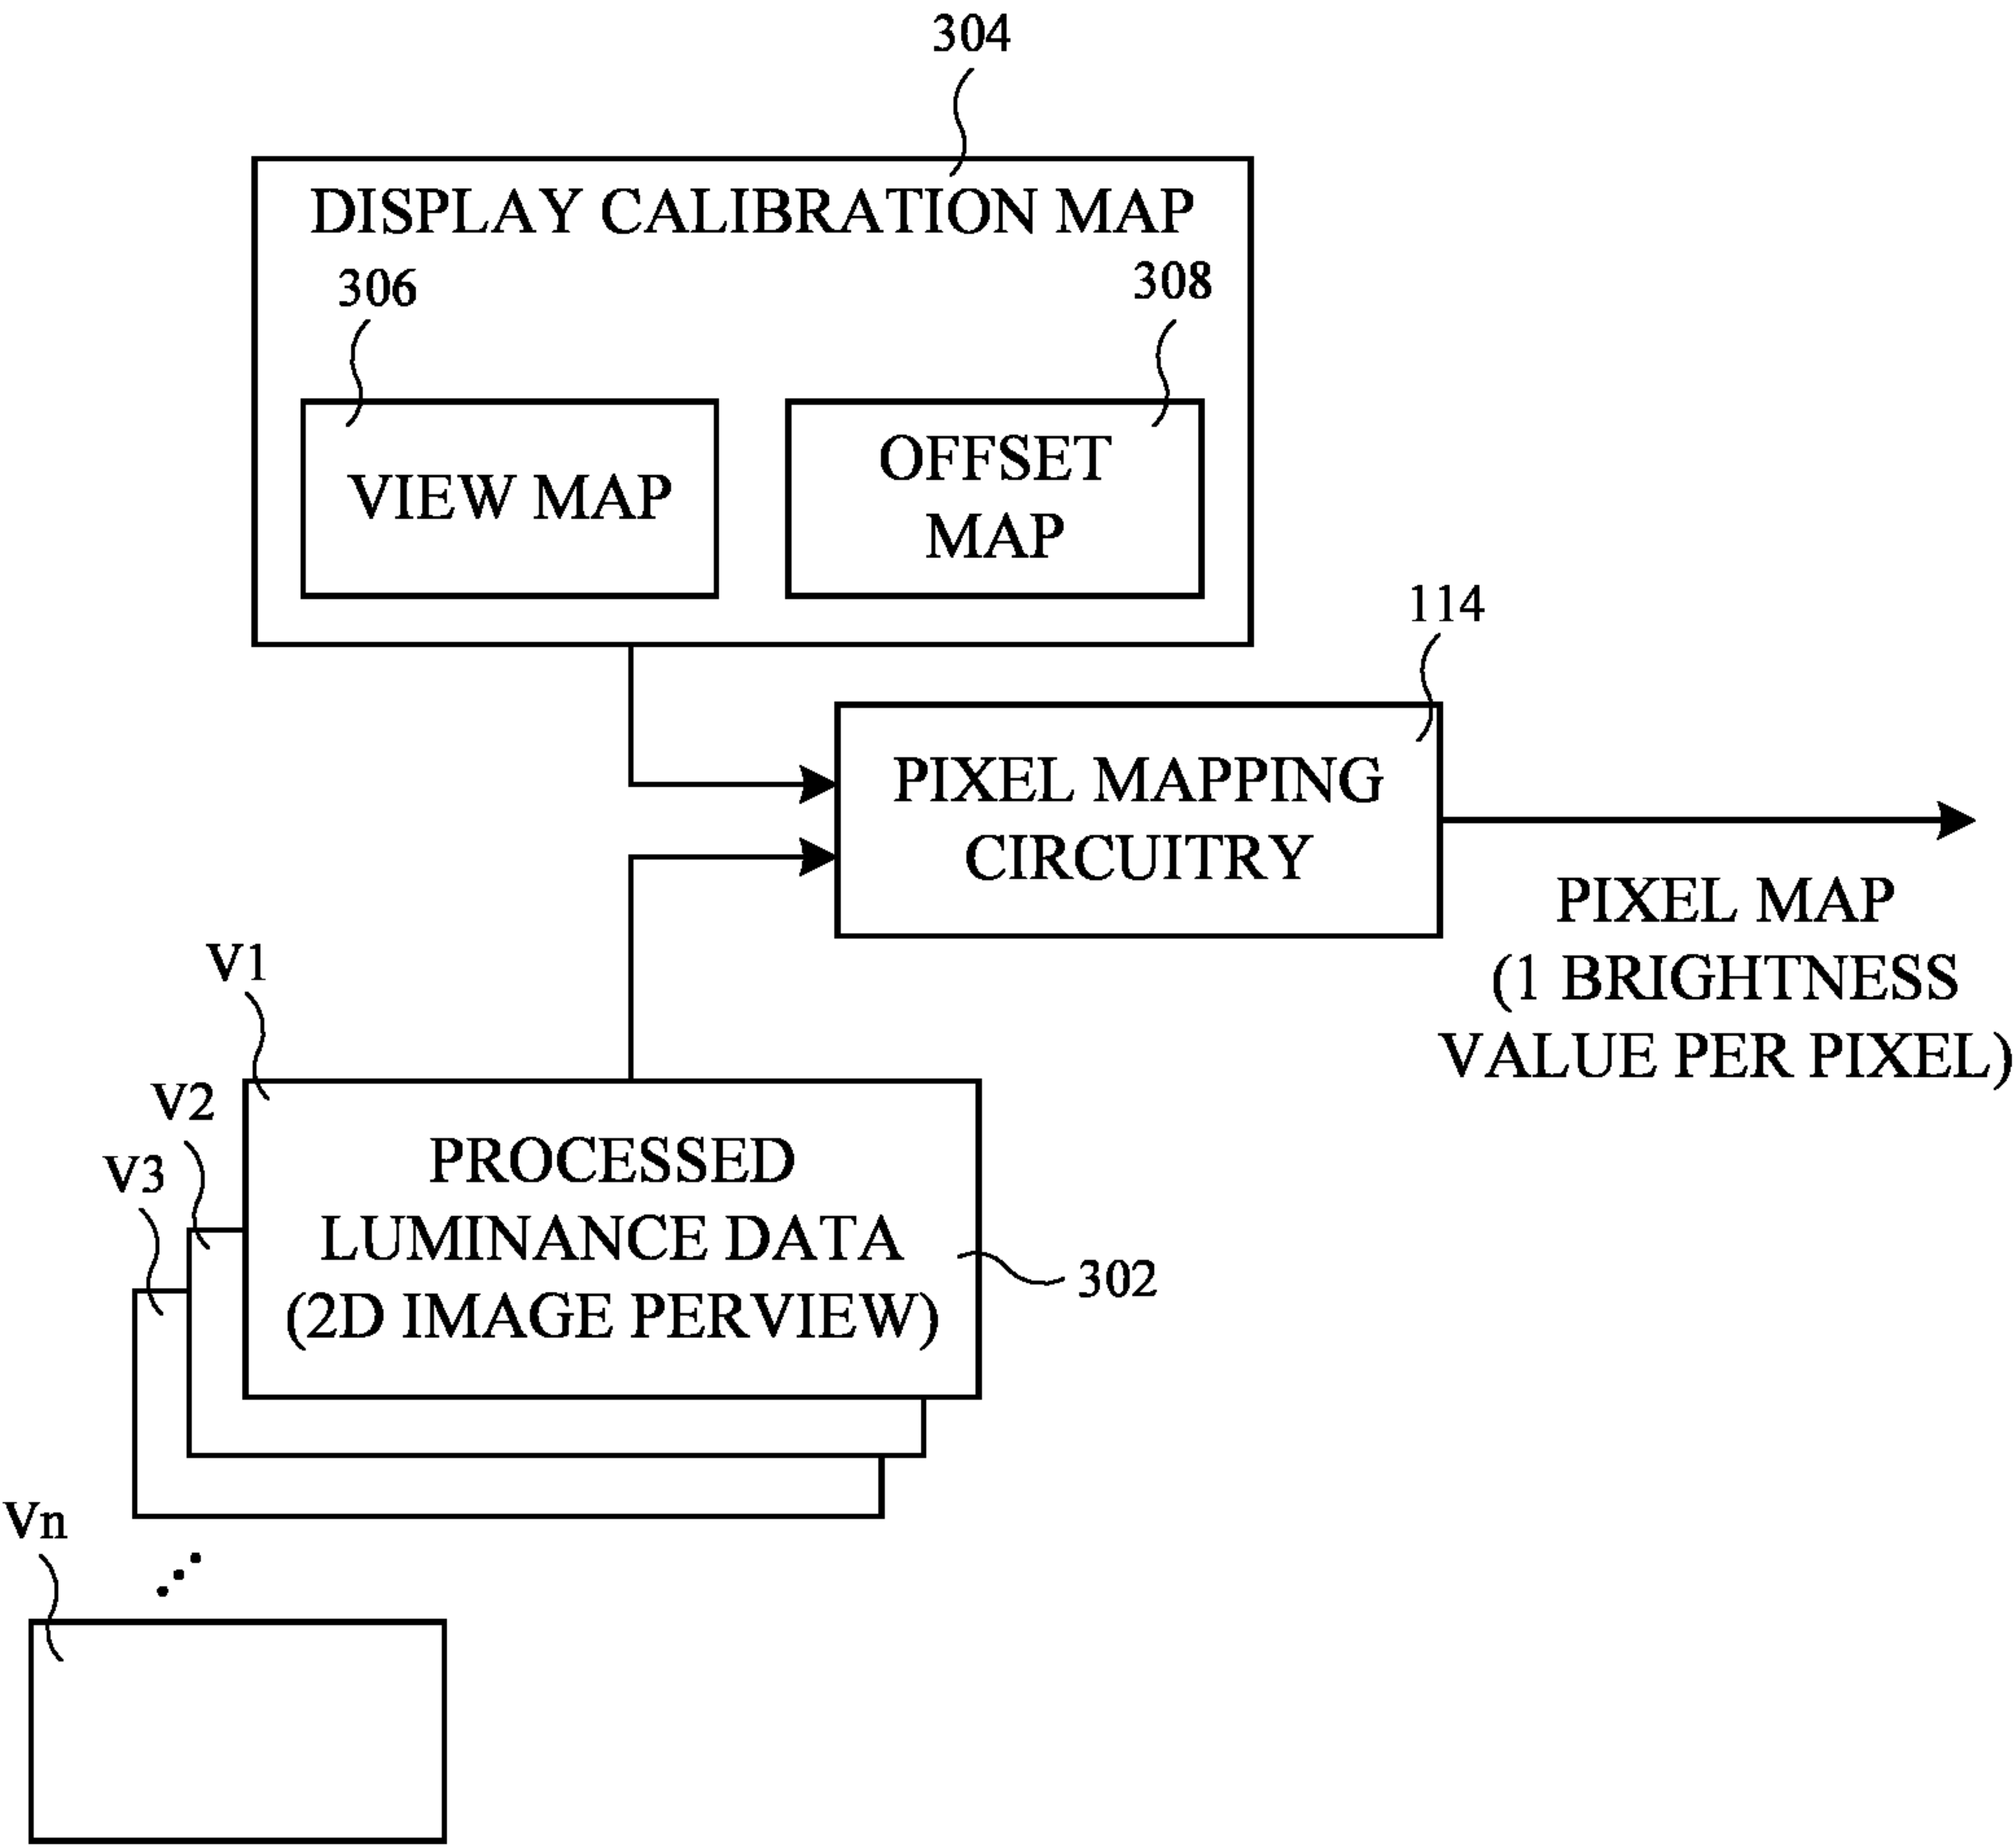 304
DISPLAY CALIBRATION MAP
306
308
VIEW MAP
OFFSET
MAP
114
PIXEL MAPPING
CIRCUITRY
PIXEL MAP
(1 BRIGHTNESS
VALUE PER PIXEL)
V1
V2
V3
PROCESSED
LUMINANCE DATA
(2D IMAGE PERVIEW)
302
Vn